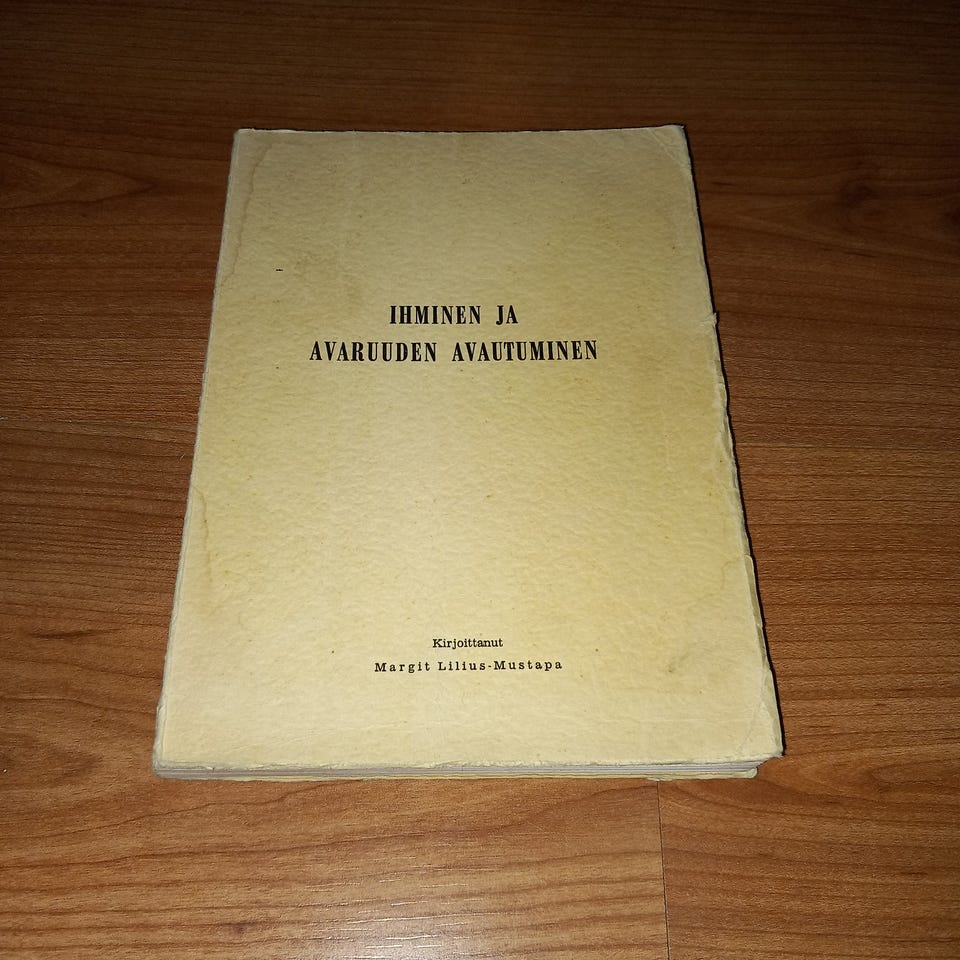 IHMINEN JA
AVARUUDEN AVAUTUMINEN
Kirjoittanut
Margit Lilius-Mustapa